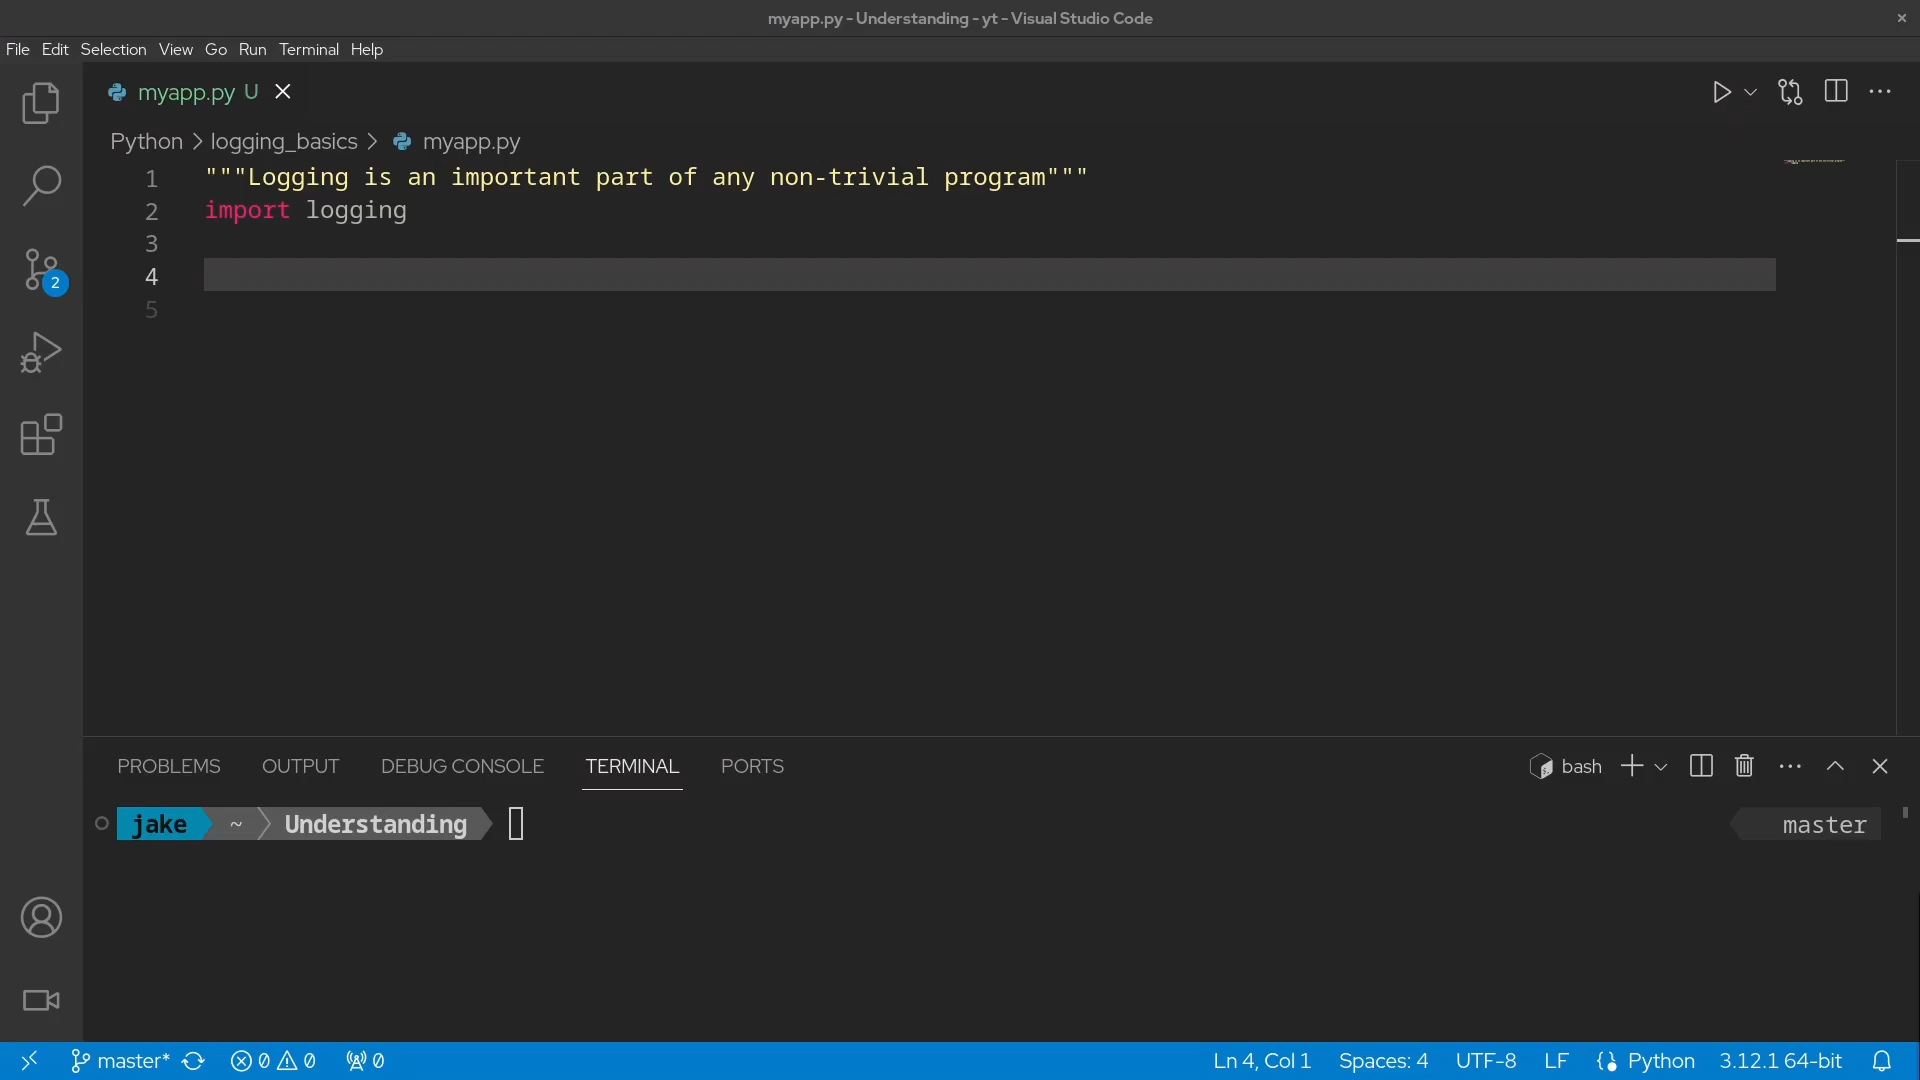 myapp.py - Understanding - yt - Visual Studio Code
File Edit Selection View Go Run Terminal Help
myapp.py U
Python > logging_basics > myapp.py
1 """Logging is an important part of any non-trivial program"""
2 import logging
3
4
5
2
PROBLEMS OUTPUT DEBUG CONSOLE TERMINAL PORTS bash
jake ~ Understanding master
master* 0 0 0 Ln 4, Col 1 Spaces: 4 UTF-8 LF Python 3.12.1 64-bit